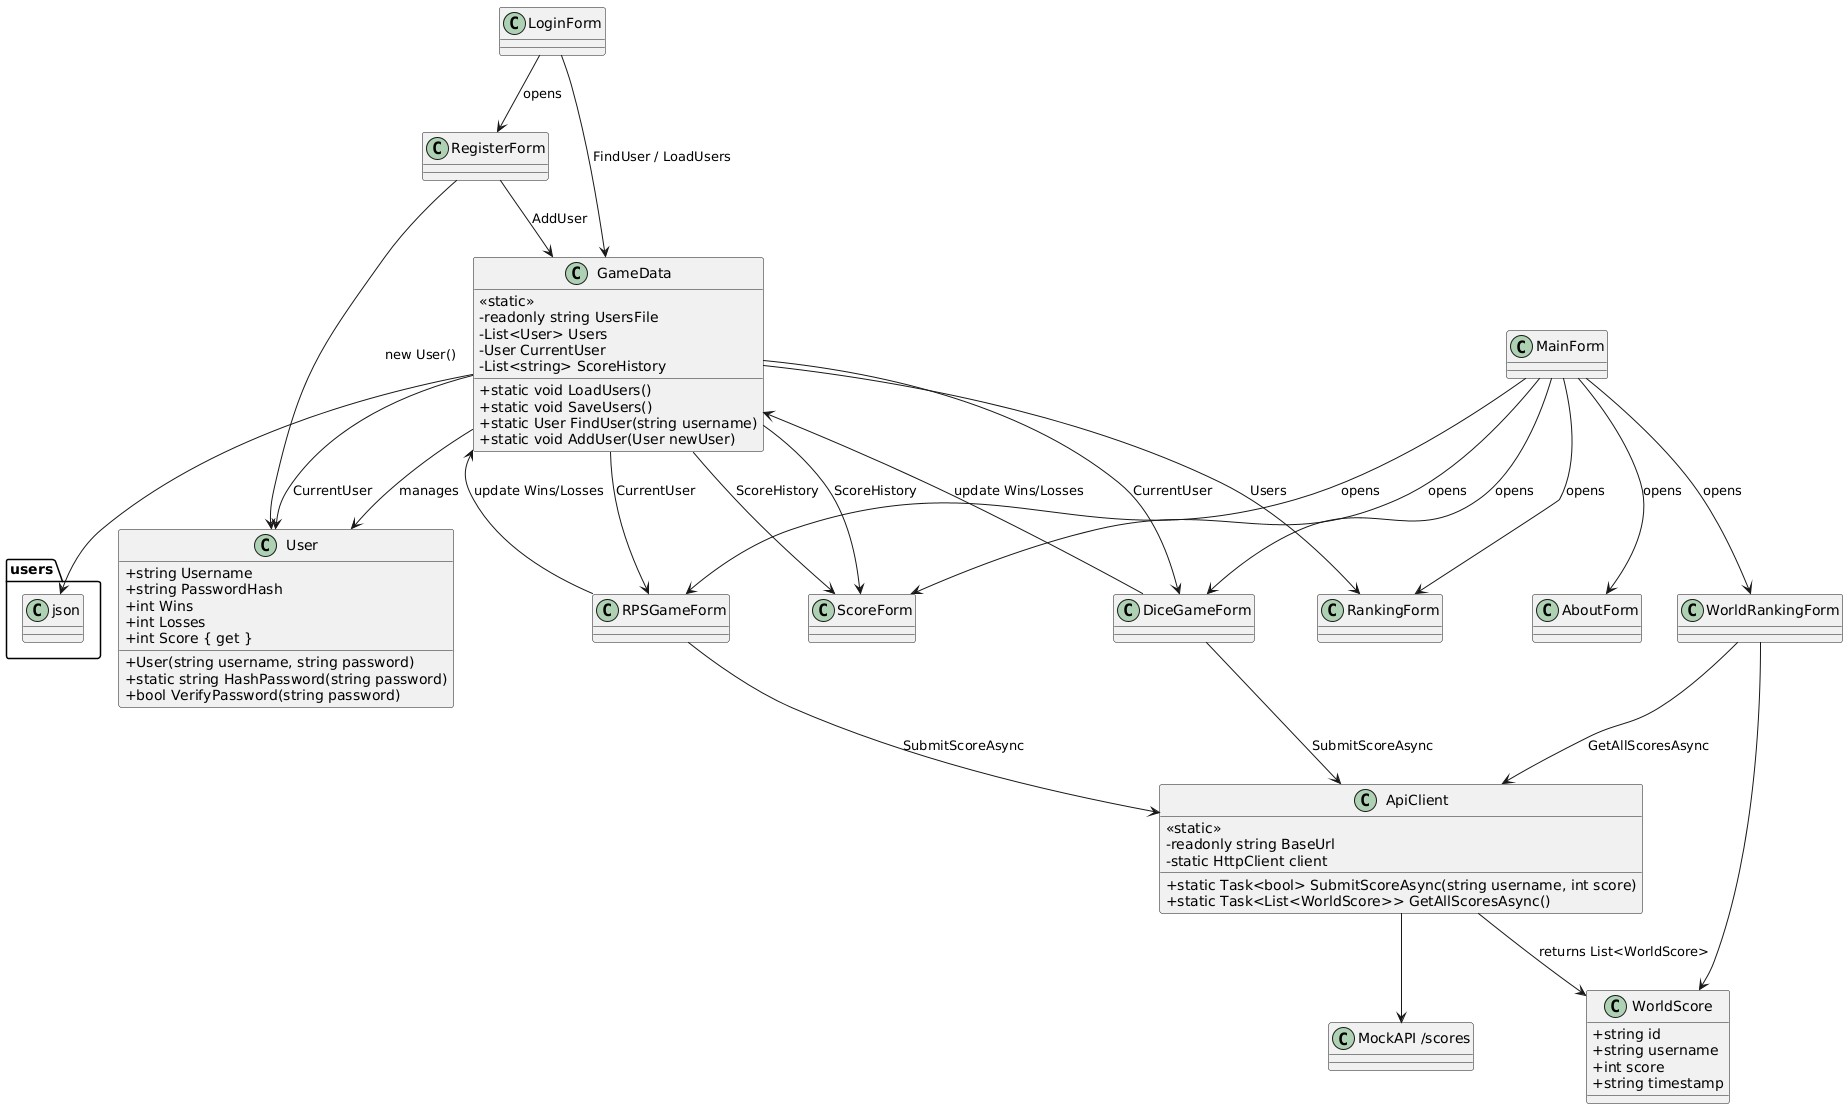 C LoginForm
opens
FindUser / LoadUsers
C RegisterForm
AddUser
C GameData
«static»
-readonly string UsersFile
-List<User> Users
-User CurrentUser
-List<string> ScoreHistory
+static void LoadUsers()
+static void SaveUsers()
+static User FindUser(string username)
+static void AddUser(User newUser)
C MainForm
new User()
CurrentUser
manages
update Wins/Losses
CurrentUser
ScoreHistory
ScoreHistory
update Wins/Losses
CurrentUser
Users
opens
opens
opens
opens
opens
opens
users
C json
C User
+string Username
+string PasswordHash
+int Wins
+int Losses
+int Score { get }
+User(string username, string password)
+static string HashPassword(string password)
+bool VerifyPassword(string password)
C RPSGameForm
C ScoreForm
C DiceGameForm
C RankingForm
C AboutForm
C WorldRankingForm
SubmitScoreAsync
SubmitScoreAsync
GetAllScoresAsync
C ApiClient
«static»
-readonly string BaseUrl
-static HttpClient client
+static Task<bool> SubmitScoreAsync(string username, int score)
+static Task<List<WorldScore>> GetAllScoresAsync()
returns List<WorldScore>
C MockAPI /scores
C WorldScore
+string id
+string username
+int score
+string timestamp